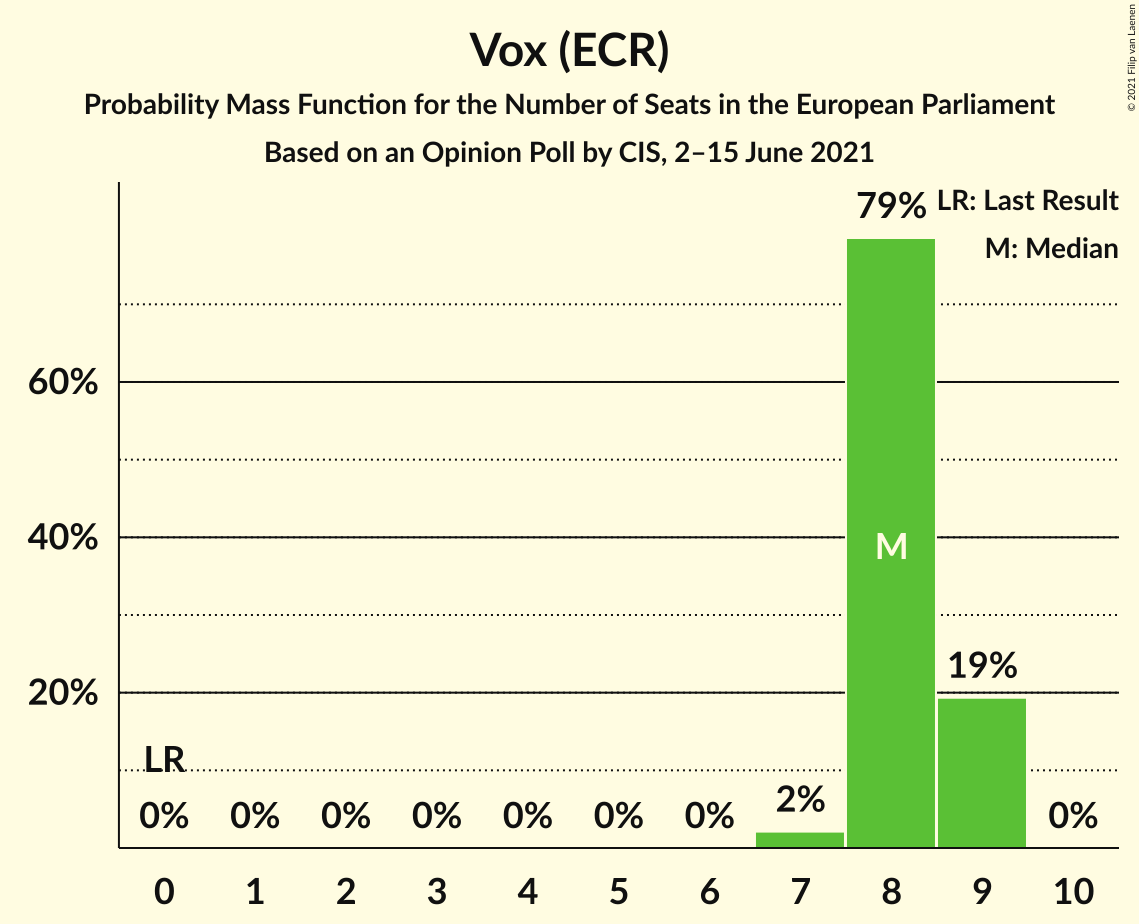 © 2021 Filip van Laenen
Vox (ECR)
Probability Mass Function for the Number of Seats in the European Parliament
Based on an Opinion Poll by CIS, 2–15 June 2021
79% LR: Last Result
M: Median
60%
40%
M
19%
20%
LR
0% 0% 0% 0% 0% 0% 0% 2% 0%
0 1 2 3 4 5 6 7 8 9 10